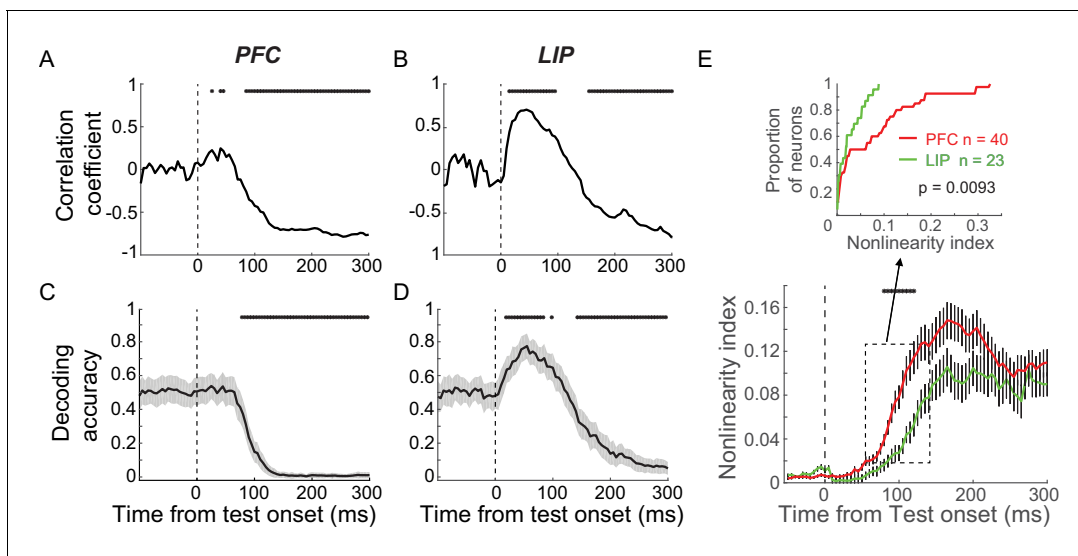 A
PFC
B
LIP
E
Correlation
coefficient
1
0.5
0
-0.5
-1
0
100
200
300
1
0.5
0
-0.5
1
0
100
200
300
Proportion
of neurons
1
0.8
0.6
0.4
0.2
0
0.1
0.2
0.3
PFC n = 40
LIP n = 23
p = 0.0093
Nonlinearity index
C
D
Decoding
accuracy
1
0.8
0.6
0.4
0.2
0
0
100
200
300
Time from test onset (ms)
1
0.8
0.6
0.4
0.2
0
0
100
200
300
Time from test onset (ms)
Nonlinearity index
0.16
0.12
0.08
0.04
0
0
100
200
300
Time from Test onset (ms)